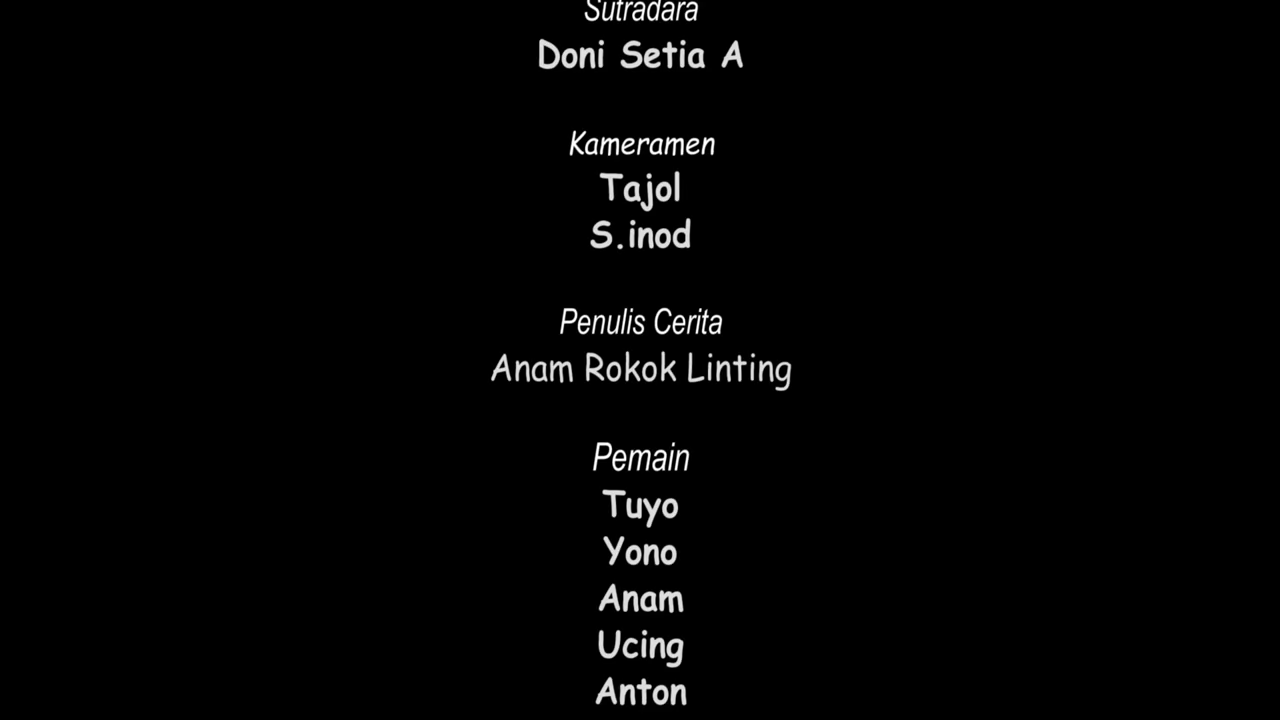 Sutradara
Doni Setia A
Kameramen
Tajol
S.inod
Penulis Cerita
Anam Rokok Linting
Pemain
Tuyo
Yono
Anam
Ucing
Anton